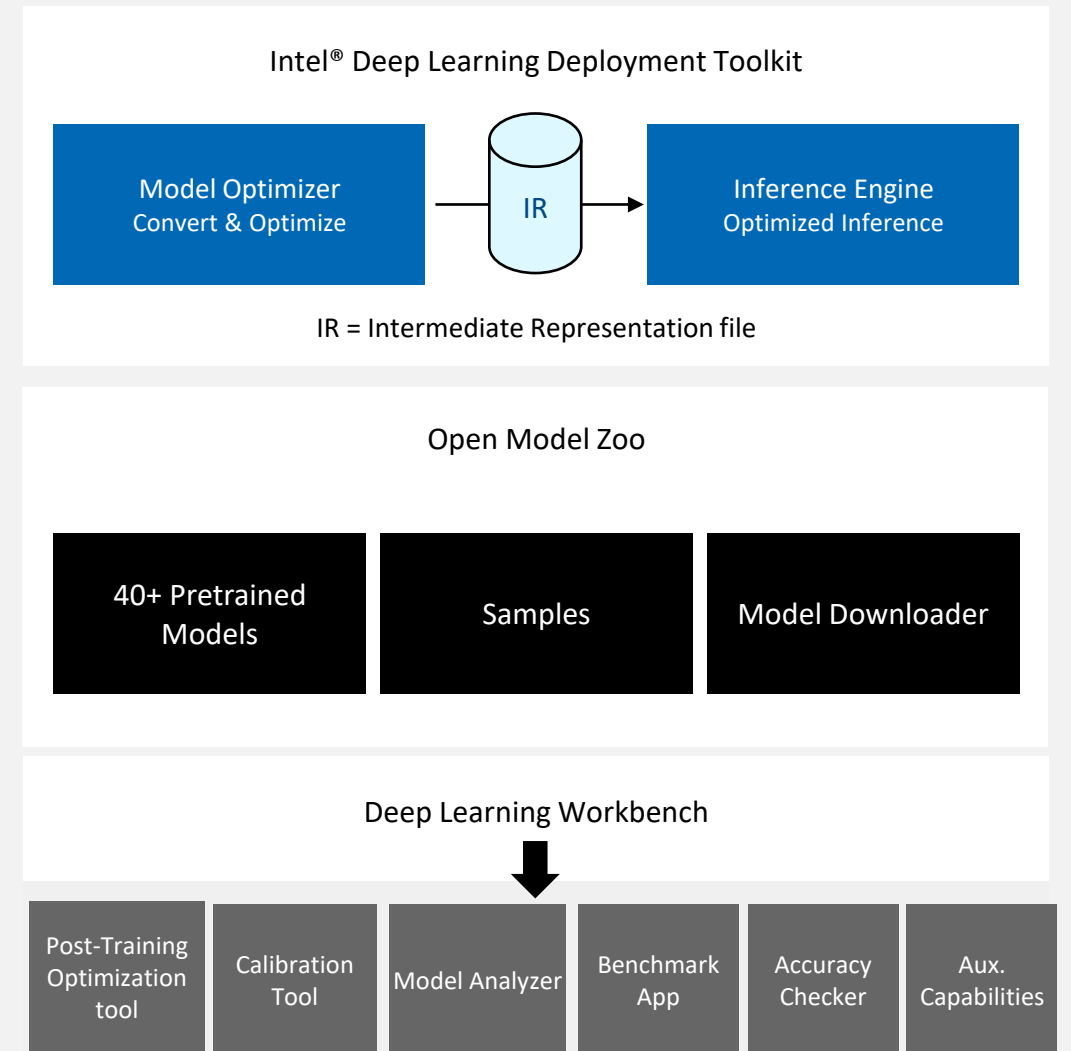 Intel® Deep Learning Deployment Toolkit
Model Optimizer
Convert & Optimize
IR
Inference Engine
Optimized Inference
IR = Intermediate Representation file
Open Model Zoo
40+ Pretrained
Models
Samples
Model Downloader
Deep Learning Workbench
Post-Training
Optimization
tool
Calibration
Tool
Model Analyzer
Benchmark
App
Accuracy
Checker
Aux.
Capabilities